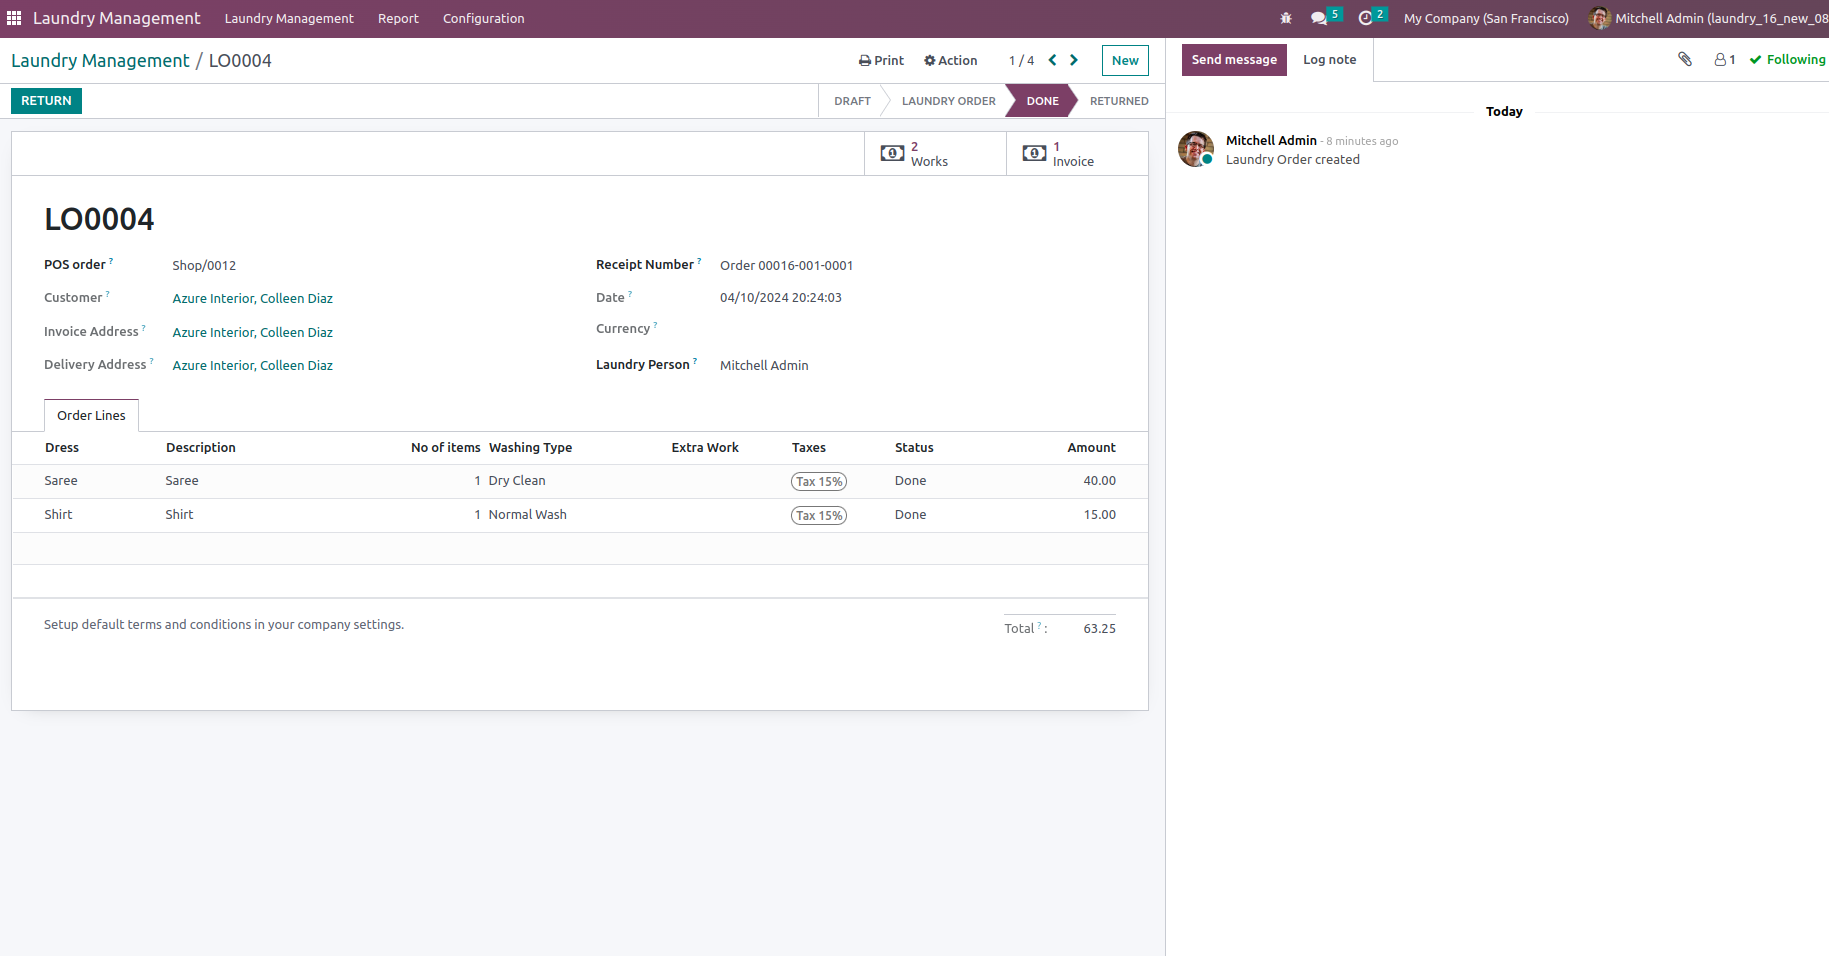 Laundry Management Laundry Management Report Configuration 5 2 My Company (San Francisco) Mitchell Admin (laundry_16_new_08
Laundry Management / LO0004 Print Action 1 / 4 New
RETURN DRAFT LAUNDRY ORDER DONE RETURNED
2
Works
1
Invoice
LO0004
POS order ? Shop/0012 Receipt Number ? Order 00016-001-0001
Customer ? Azure Interior, Colleen Diaz Date ? 04/10/2024 20:24:03
Invoice Address ? Azure Interior, Colleen Diaz Currency ?
Delivery Address ? Azure Interior, Colleen Diaz Laundry Person ? Mitchell Admin
Order Lines
Dress Description No of items Washing Type Extra Work Taxes Status Amount
Saree Saree 1 Dry Clean Tax 15% Done 40.00
Shirt Shirt 1 Normal Wash Tax 15% Done 15.00
Setup default terms and conditions in your company settings. Total ? : 63.25
Send message Log note 1 Following
Today
Mitchell Admin - 8 minutes ago
Laundry Order created